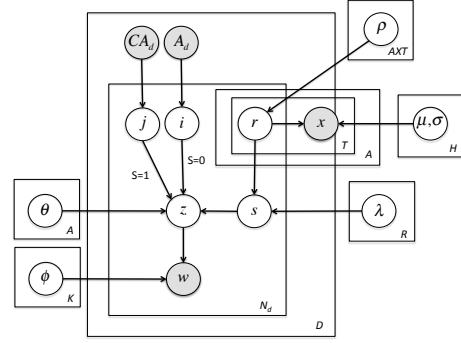 CA_d A_d
ρ
AXT
j i
r x
T
A
μ,σ
H
S=1 S=0
θ
A
z
s
λ
R
ϕ
K
w
N_d
D